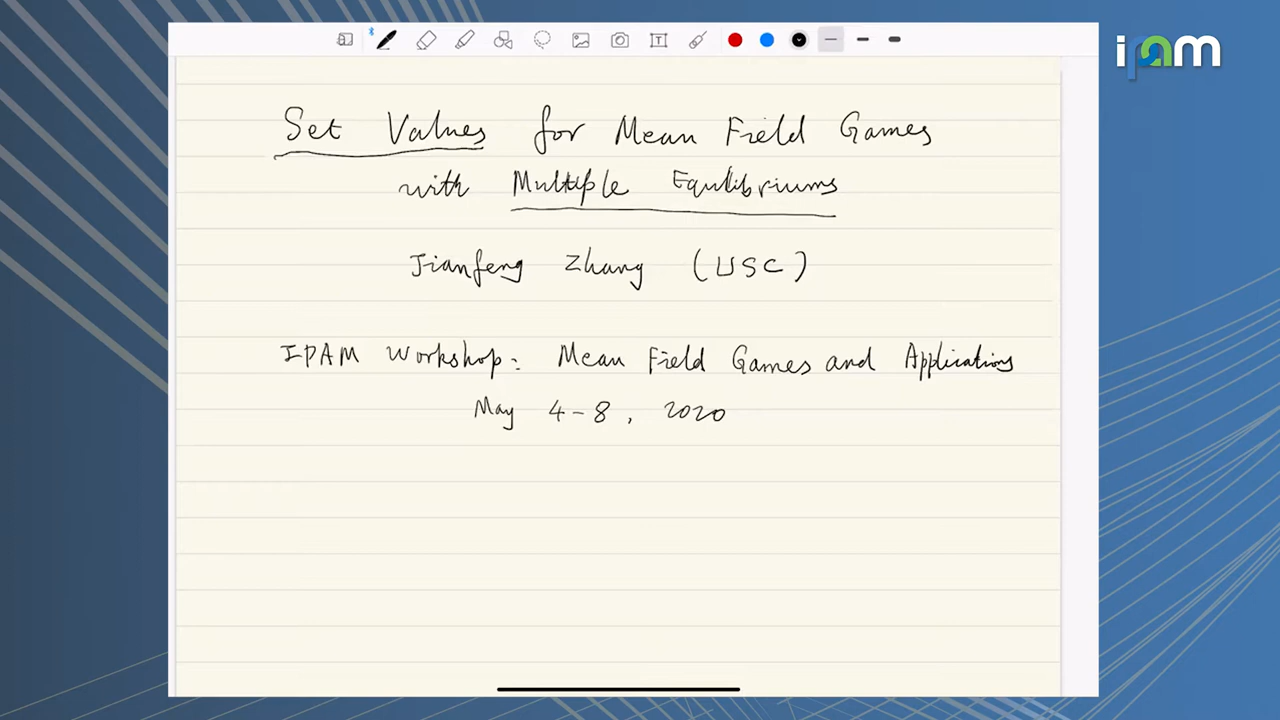 ipam
Set Values for Mean Field Games
with Multiple Equilibriums
Jianfeng Zhang (USC)
IPAM Workshop: Mean Field Games and Applications
May 4-8, 2020